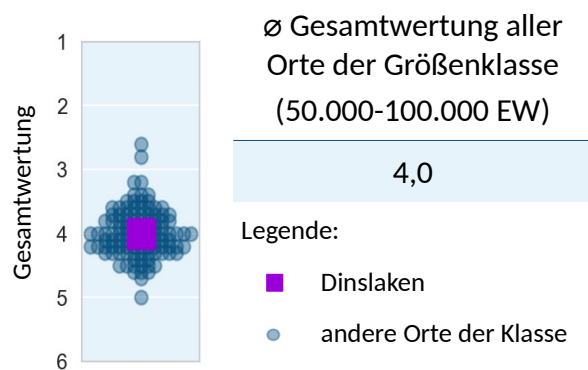 ø Gesamtwertung aller
Orte der Größenklasse
(50.000-100.000 EW)
4,0
Legende:
Dinslaken
andere Orte der Klasse
Gesamtwertung
1
2
3
4
5
6